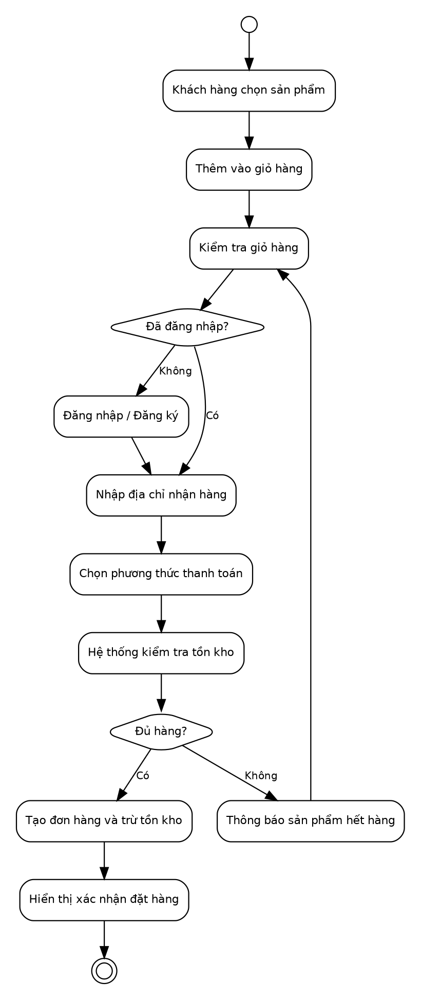 Khách hàng chọn sản phẩm
Thêm vào giỏ hàng
Kiểm tra giỏ hàng
Đã đăng nhập?
Không
Đăng nhập / Đăng ký
Có
Nhập địa chỉ nhận hàng
Chọn phương thức thanh toán
Hệ thống kiểm tra tồn kho
Đủ hàng?
Có
Không
Tạo đơn hàng và trừ tồn kho
Thông báo sản phẩm hết hàng
Hiển thị xác nhận đặt hàng